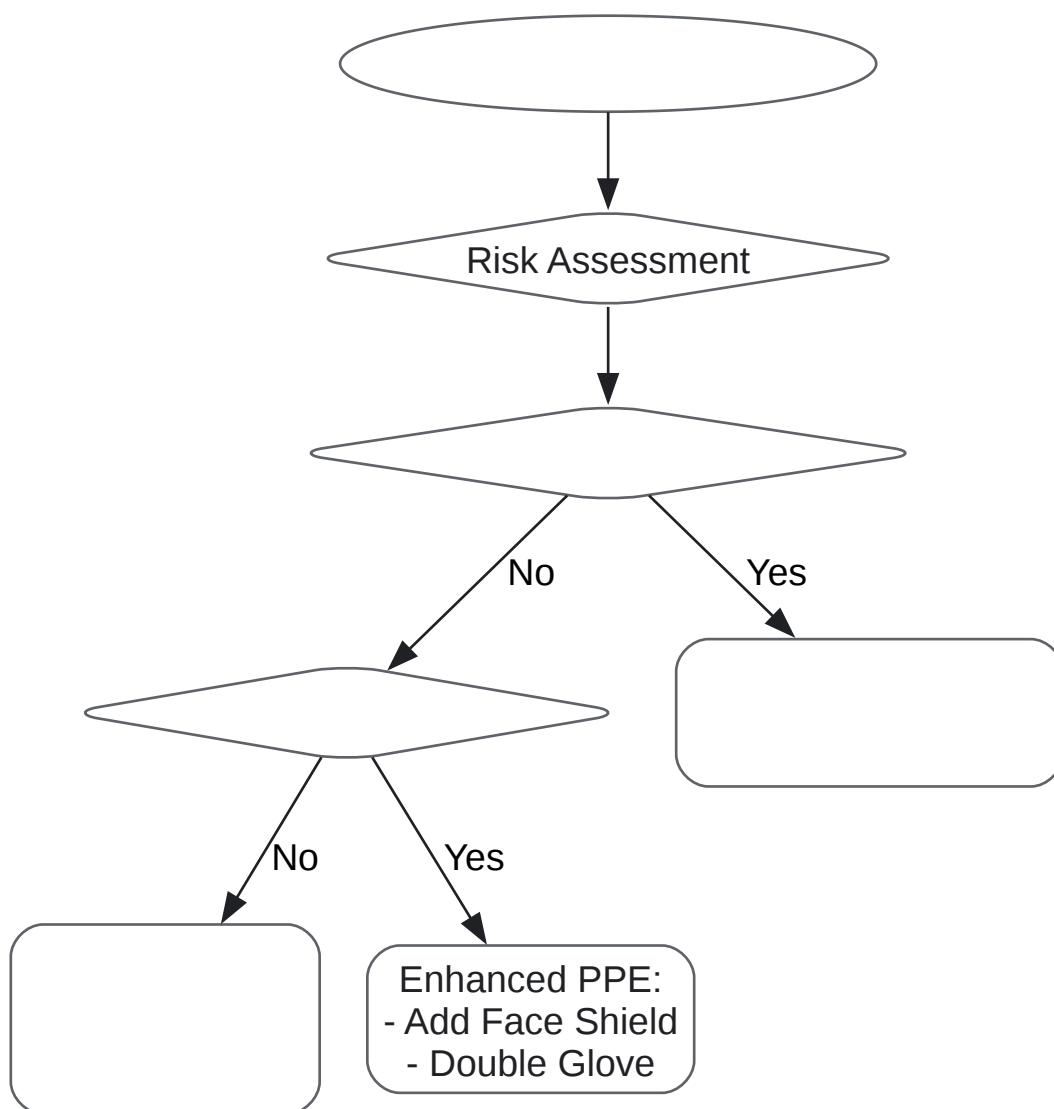 Risk Assessment
No
Yes
No
Yes
Enhanced PPE:
- Add Face Shield
- Double Glove